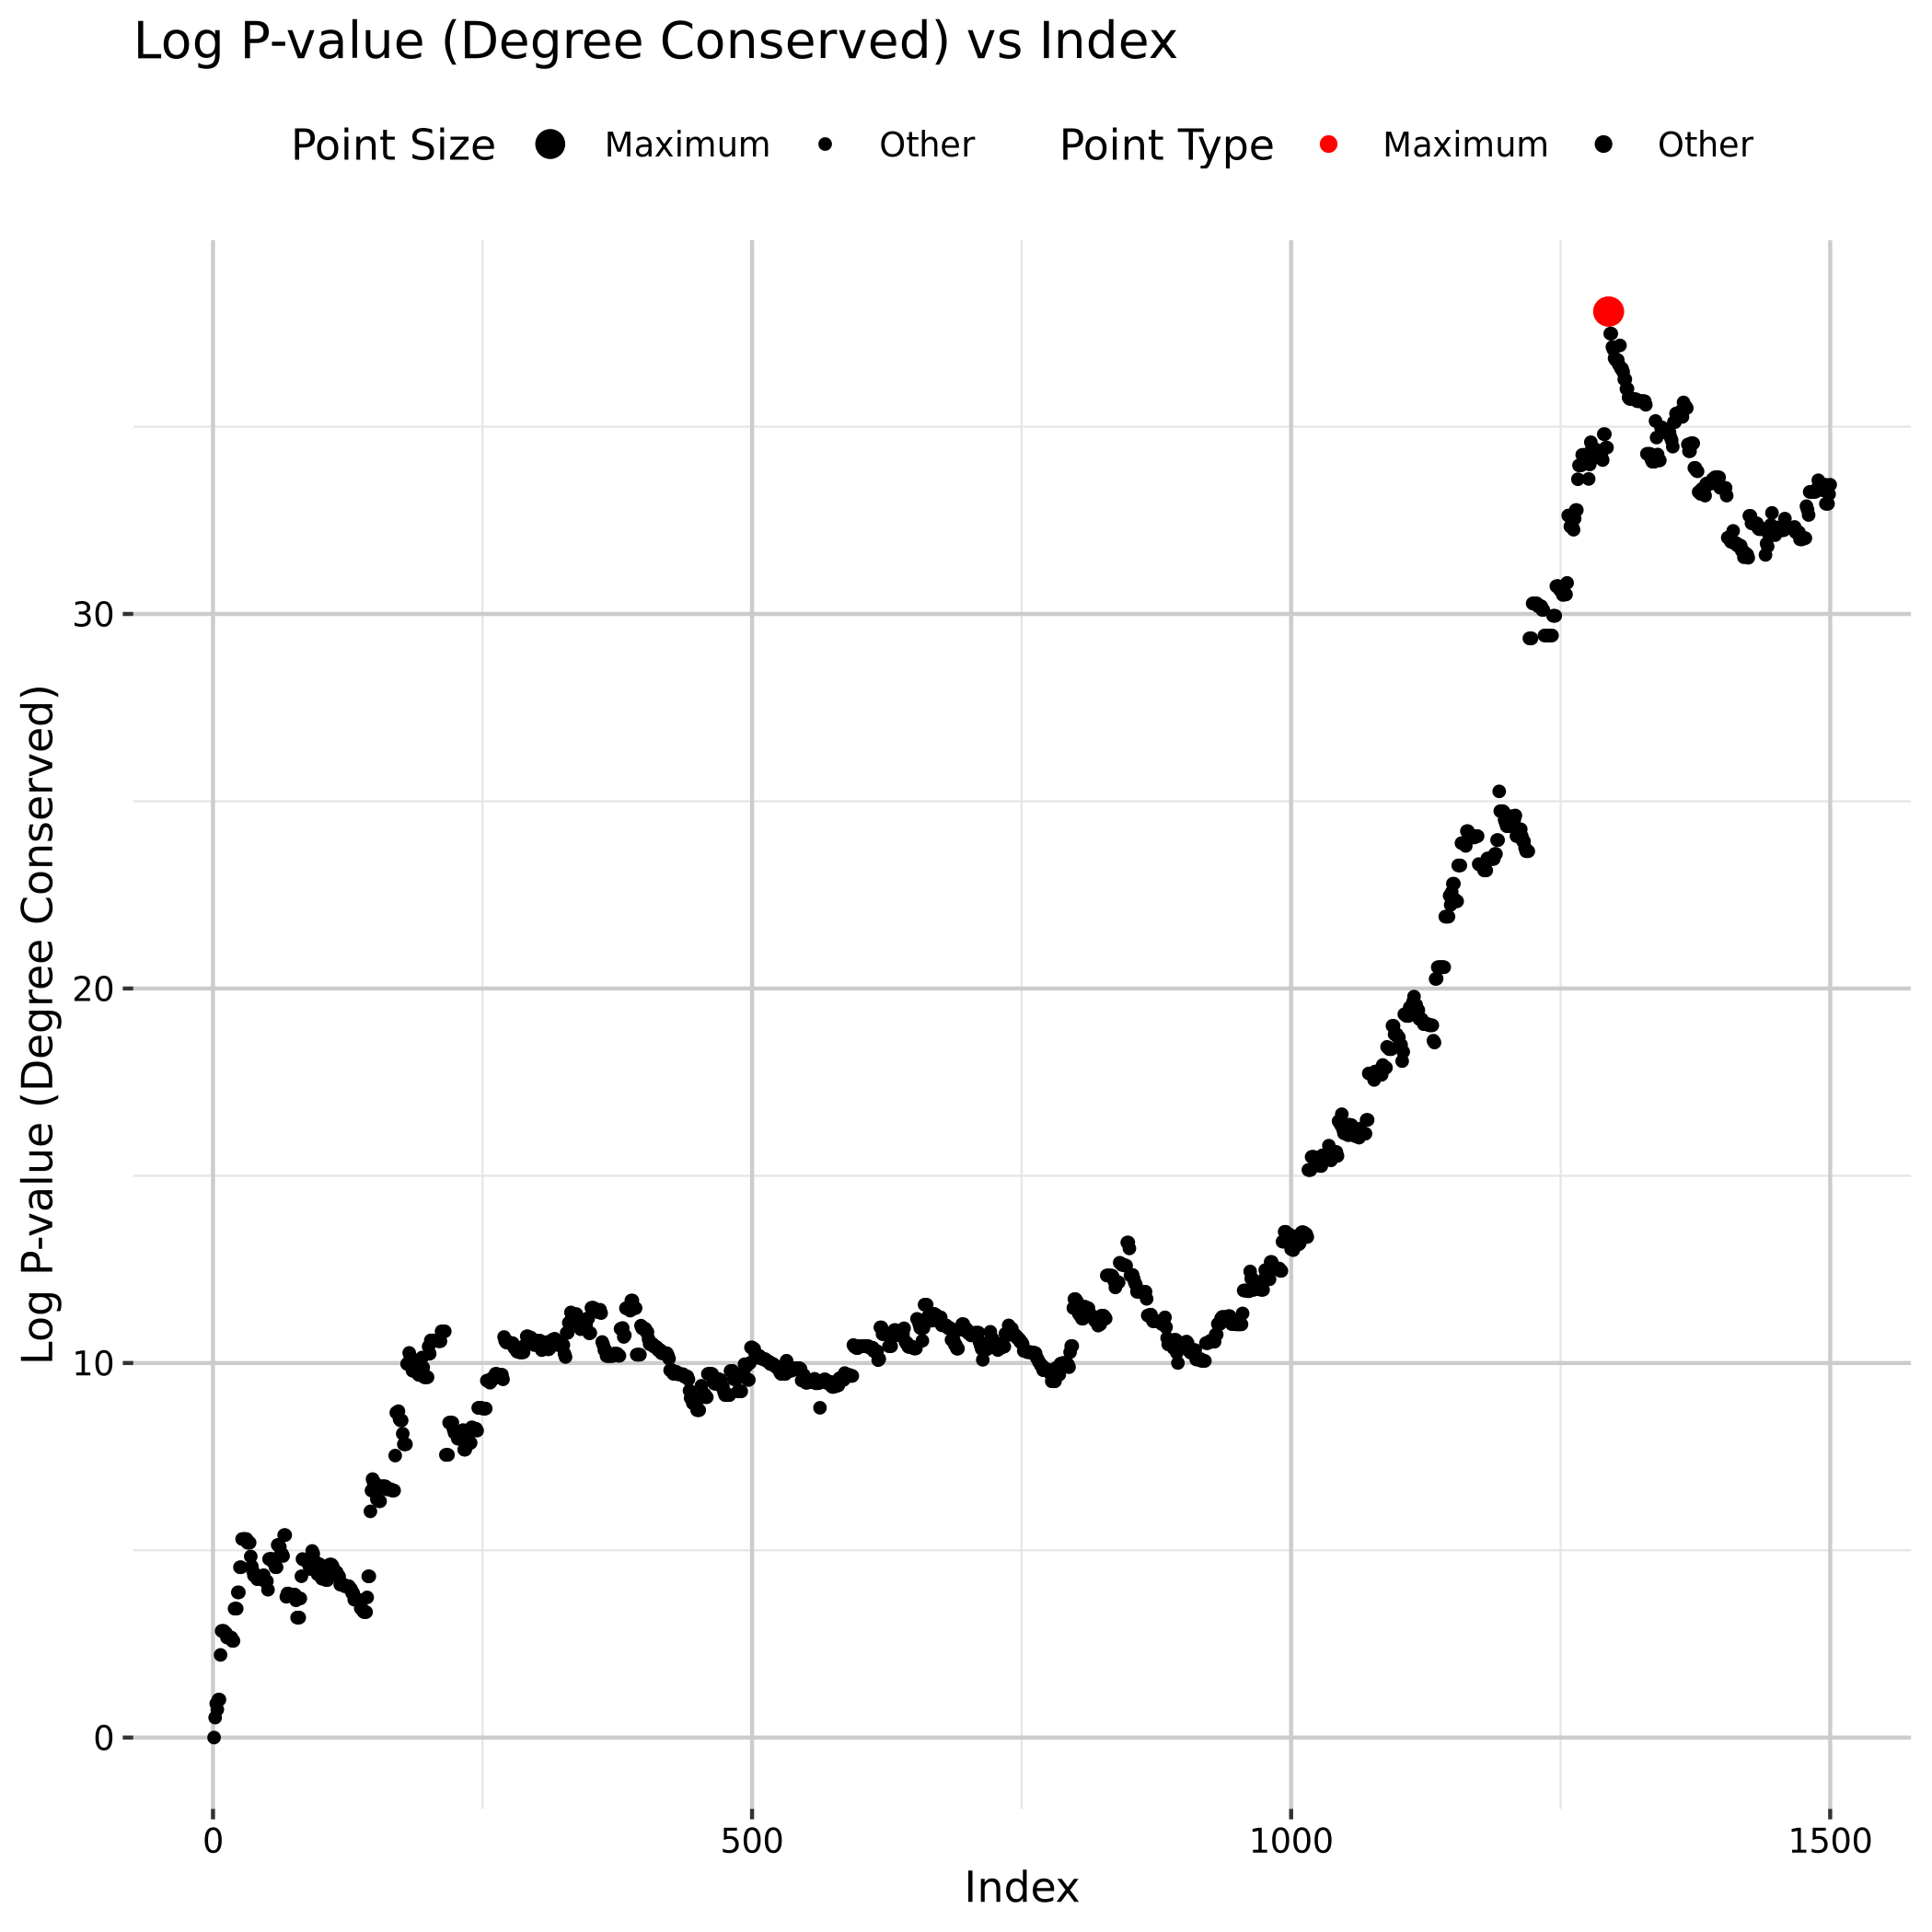 Log P-value (Degree Conserved) vs Index
Point Size Maximum Other Point Type Maximum Other
Log P-value (Degree Conserved)
30
20
10
0
0 500 1000 1500
Index